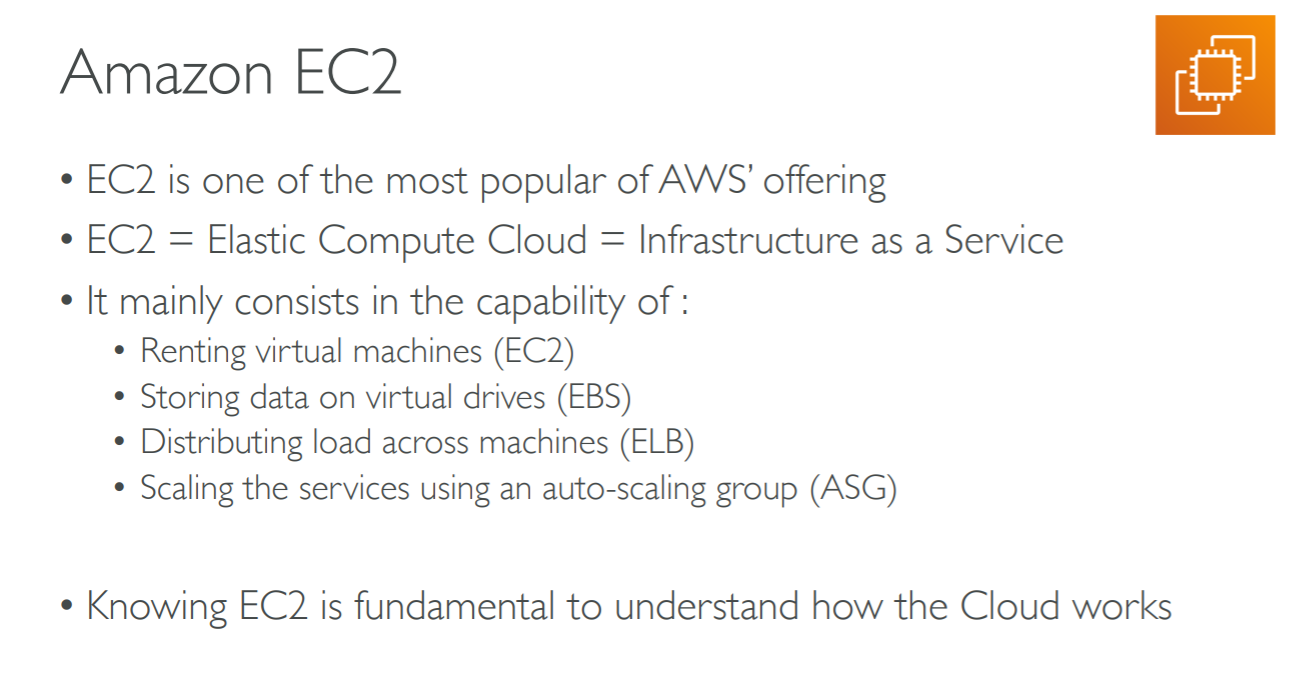 Amazon EC2
• EC2 is one of the most popular of AWS’ offering
• EC2 = Elastic Compute Cloud = Infrastructure as a Service
• It mainly consists in the capability of :
• Renting virtual machines (EC2)
• Storing data on virtual drives (EBS)
• Distributing load across machines (ELB)
• Scaling the services using an auto-scaling group (ASG)
• Knowing EC2 is fundamental to understand how the Cloud works